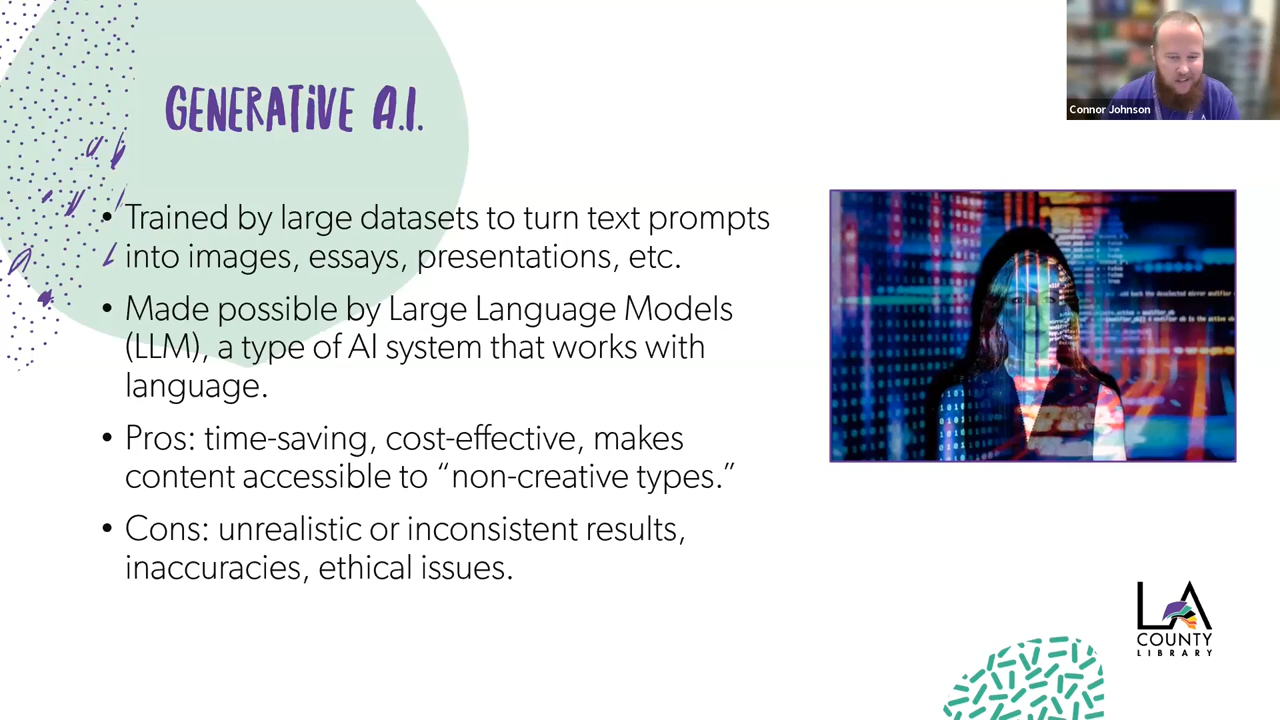 GENERATIVE A.I.
Connor Johnson
• Trained by large datasets to turn text prompts
into images, essays, presentations, etc.
• Made possible by Large Language Models
(LLM), a type of AI system that works with
language.
• Pros: time-saving, cost-effective, makes
content accessible to “non-creative types.”
• Cons: unrealistic or inconsistent results,
inaccuracies, ethical issues.
LA
COUNTY
LIBRARY